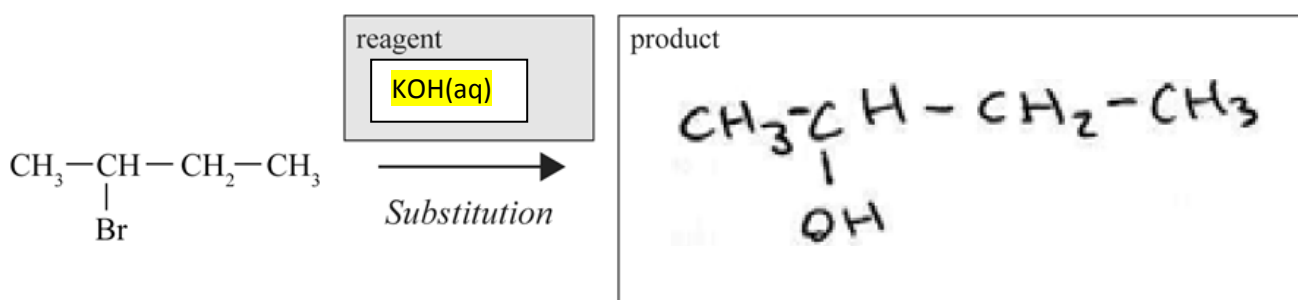 reagent
KOH(aq)
product
CH₃-CH-CH₂-CH₃
OH
CH₃—CH—CH₂—CH₃
Br
Substitution